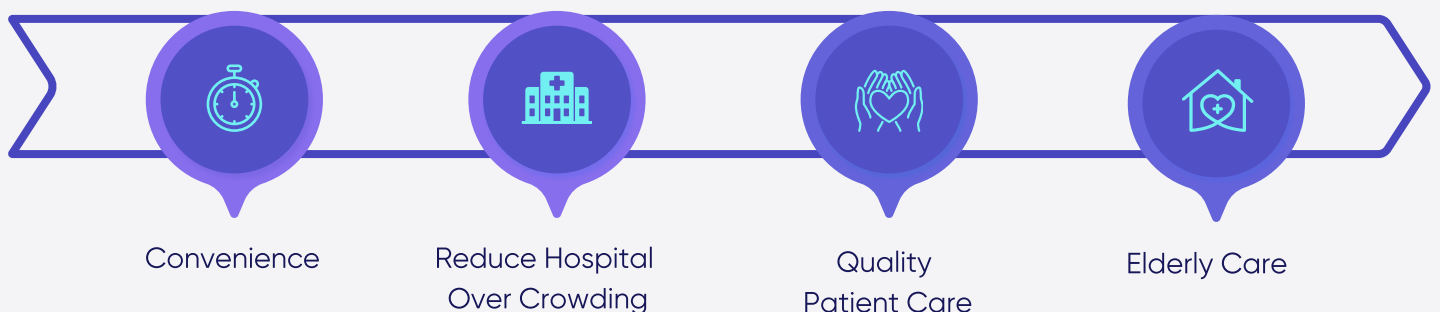 Convenience
Reduce Hospital
Over Crowding
Quality
Patient Care
Elderly Care